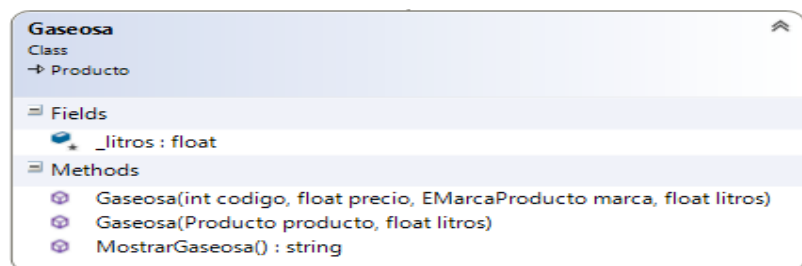 Gaseosa
Class
Producto
Fields
_litros : float
Methods
Gaseosa(int codigo, float precio, EMarcaProducto marca, float litros)
Gaseosa(Producto producto, float litros)
MostrarGaseosa() : string